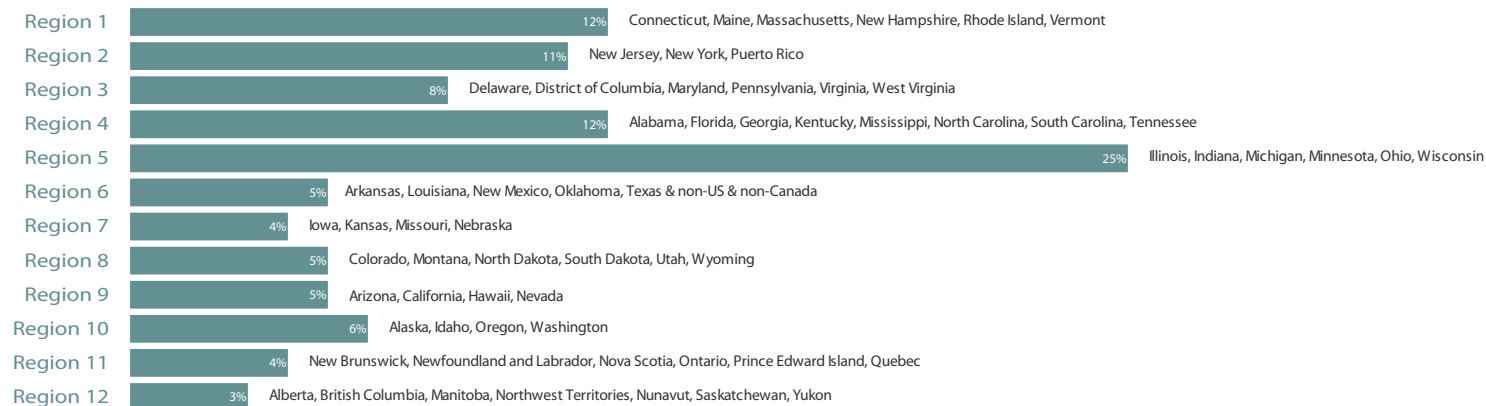 Region 1 12% Connecticut, Maine, Massachusetts, New Hampshire, Rhode Island, Vermont
Region 2 11% New Jersey, New York, Puerto Rico
Region 3 8% Delaware, District of Columbia, Maryland, Pennsylvania, Virginia, West Virginia
Region 4 12% Alabama, Florida, Georgia, Kentucky, Mississippi, North Carolina, South Carolina, Tennessee
Region 5 25% Illinois, Indiana, Michigan, Minnesota, Ohio, Wisconsin
Region 6 5% Arkansas, Louisiana, New Mexico, Oklahoma, Texas & non-US & non-Canada
Region 7 4% Iowa, Kansas, Missouri, Nebraska
Region 8 5% Colorado, Montana, North Dakota, South Dakota, Utah, Wyoming
Region 9 5% Arizona, California, Hawaii, Nevada
Region 10 6% Alaska, Idaho, Oregon, Washington
Region 11 4% New Brunswick, Newfoundland and Labrador, Nova Scotia, Ontario, Prince Edward Island, Quebec
Region 12 3% Alberta, British Columbia, Manitoba, Northwest Territories, Nunavut, Saskatchewan, Yukon